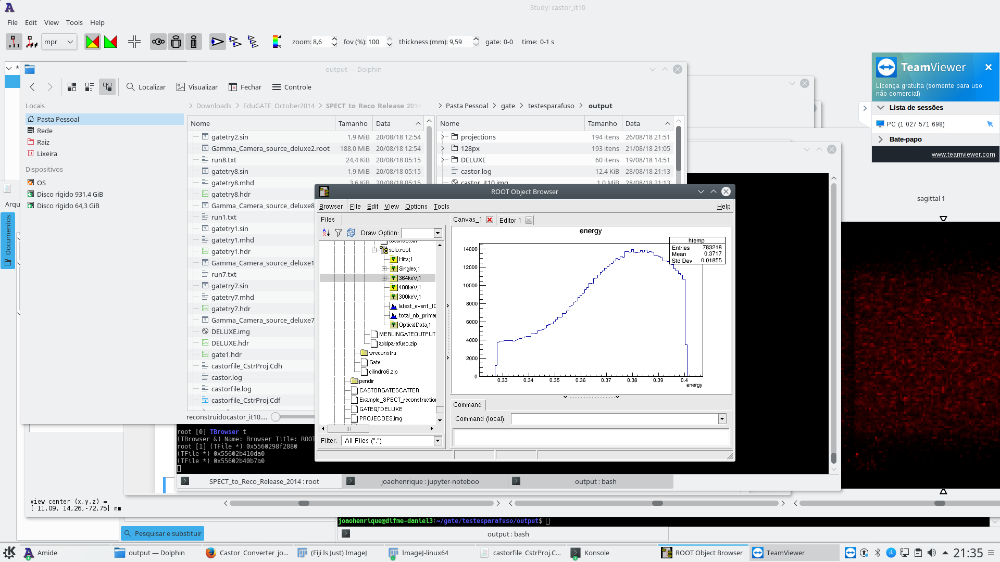 Study: castor_it10
File Edit View Tools Help
mpr zoom: 8,6 fov (%): 100 thickness (mm): 9,59 gate: 0-0 time: 0-1 s
*
output — Dolphin
Localizar Visualizar Fechar Controle
Locais
Pasta Pessoal
Rede
Raiz
Lixeira
Dispositivos
OS
Disco rígido 931,4 GiB
Disco rígido 64,3 GiB
Downloads EduGATE_October2014 SPECT_to_Reco_Release_2014
Nome Tamanho Data
gatetry2.sin 1,9 MiB 20/08/18 12:54
Gamma_Camera_source_deluxe2.root 188,0 MiB 20/08/18 12:54
run8.txt 24,4 KiB 20/08/18 05:15
gatetry8.sin 1,9 MiB 20/08/18 05:15
gatetry8.mhd 3,6 KiB 20/08/18 05:15
gatetry8.hdr
Gamma_Camera_source_deluxe8
run1.txt
gatetry1.sin
gatetry1.mhd
gatetry1.hdr
Gamma_Camera_source_deluxe1
run7.txt
gatetry7.sin
gatetry7.mhd
gatetry7.hdr
Gamma_Camera_source_deluxe7
DELUXE.img
DELUXE.hdr
gate1.hdr
castorfile_CstrProj.Cdh
castor.log
castorfile.log
castorfile_CstrProj.Cdf
reconstruidocastor_it10....
Pasta Pessoal gate testesparafuso output
Nome Tamanho Data
projections 194 itens 26/08/18 21:51
128px 193 itens 21/08/18 21:05
DELUXE 60 itens 19/08/18 14:51
castor.log 12,4 KiB 28/08/18 21:13
castor_it10.img 1,0 MiB 28/08/18 21:13
TeamViewer
Licença gratuita (somente para uso
não comercial)
Lista de sessões
PC (1 027 571 698)
Bate-papo
www.teamviewer.com
sagittal 1
Arqu
Documentos
ROOT Object Browser
Browser File Edit View Options Tools Help
Files
Draw Option:
solo.root
Hits;1
Singles;1
364keV;1
400keV;1
300keV;1
latest_event_ID
total_nb_prima
OpticalData;1
MERLINGATEOUTPUT
addparafuso.zip
wreconstru
Gate
cilindro6.zip
pendir
CASTORGATESCATTER
Example_SPECT_reconstruction
GATEQTDELUXE
PROJECOES.img
Filter: All Files (*.*)
Canvas_1 Editor 1
energy
htemp
Entries 783218
Mean 0.3717
Std Dev 0.01855
14000
12000
10000
8000
6000
4000
2000
0
0.33 0.34 0.35 0.36 0.37 0.38 0.39 0.4
energy
Command
Command (local):
root [0] TBrowser t
(TBrowser &) Name: Browser Title: ROOT
root [1] (TFile *) 0x5560298f2880
(TFile *) 0x55602b410da0
(TFile *) 0x55602b40b7a0
SPECT_to_Reco_Release_2014 : root joaohenrique : jupyter-noteboo output : bash
view center (x,y,z) =
[ 11,09, 14,26,-72,75] mm
joaohenrique@difme-daniel3:~/gate/testesparafuso/output$
Pesquisar e substituir
output : bash
Amide output — Dolphin Castor_Converter_jo... (Fiji Is Just) ImageJ ImageJ-linux64 castorfile_CstrProj.C... Konsole ROOT Object Browser TeamViewer 21:35